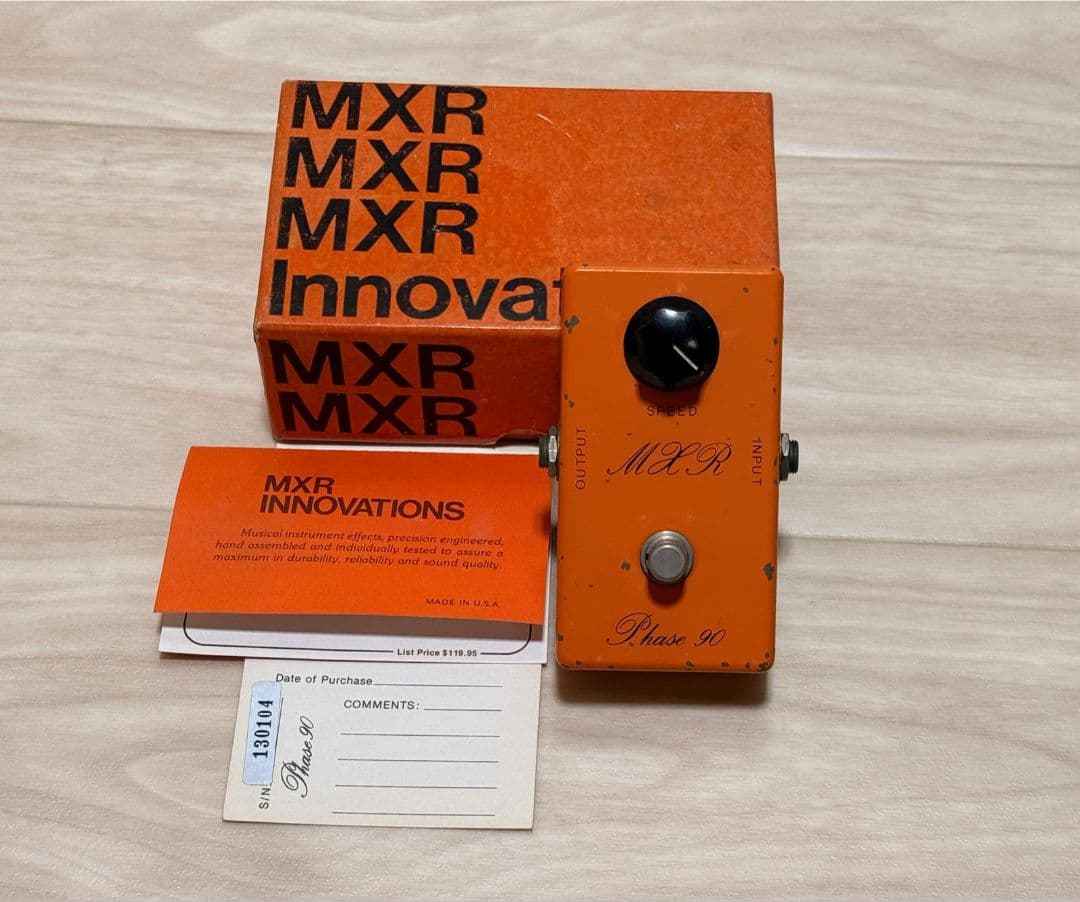 MXR
MXR
MXR
Innova
MXR
MXR
SPEED
OUTPUT
INPUT
MXR
Phase 90
MXR
INNOVATIONS
Musical instrument effects, precision engineered,
hand assembled and individually tested to assure a
maximum in durability, reliability and sound quality.
MADE IN U.S.A.
List Price $119.95
Date of Purchase
COMMENTS:
S/N
130104
Phase 90